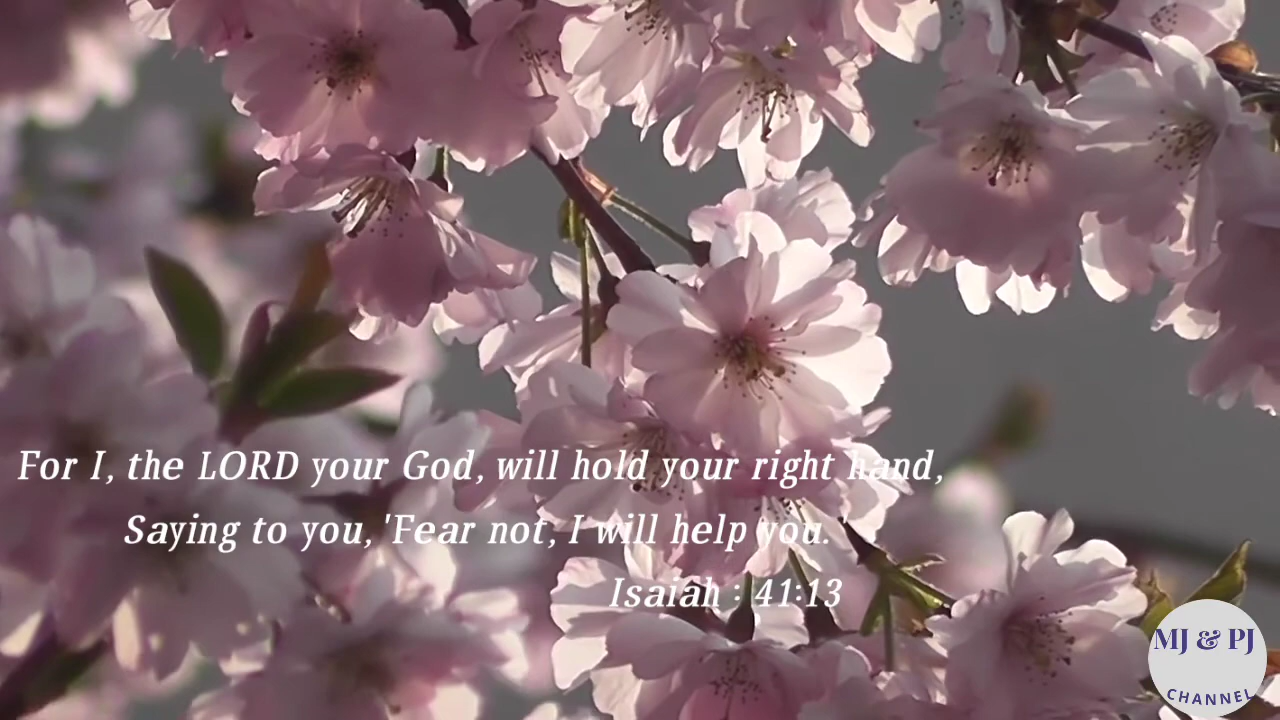 For I, the LORD your God, will hold your right hand,
Saying to you, 'Fear not, I will help you.'
Isaiah : 41:13
MJ & PJ
CHANNEL